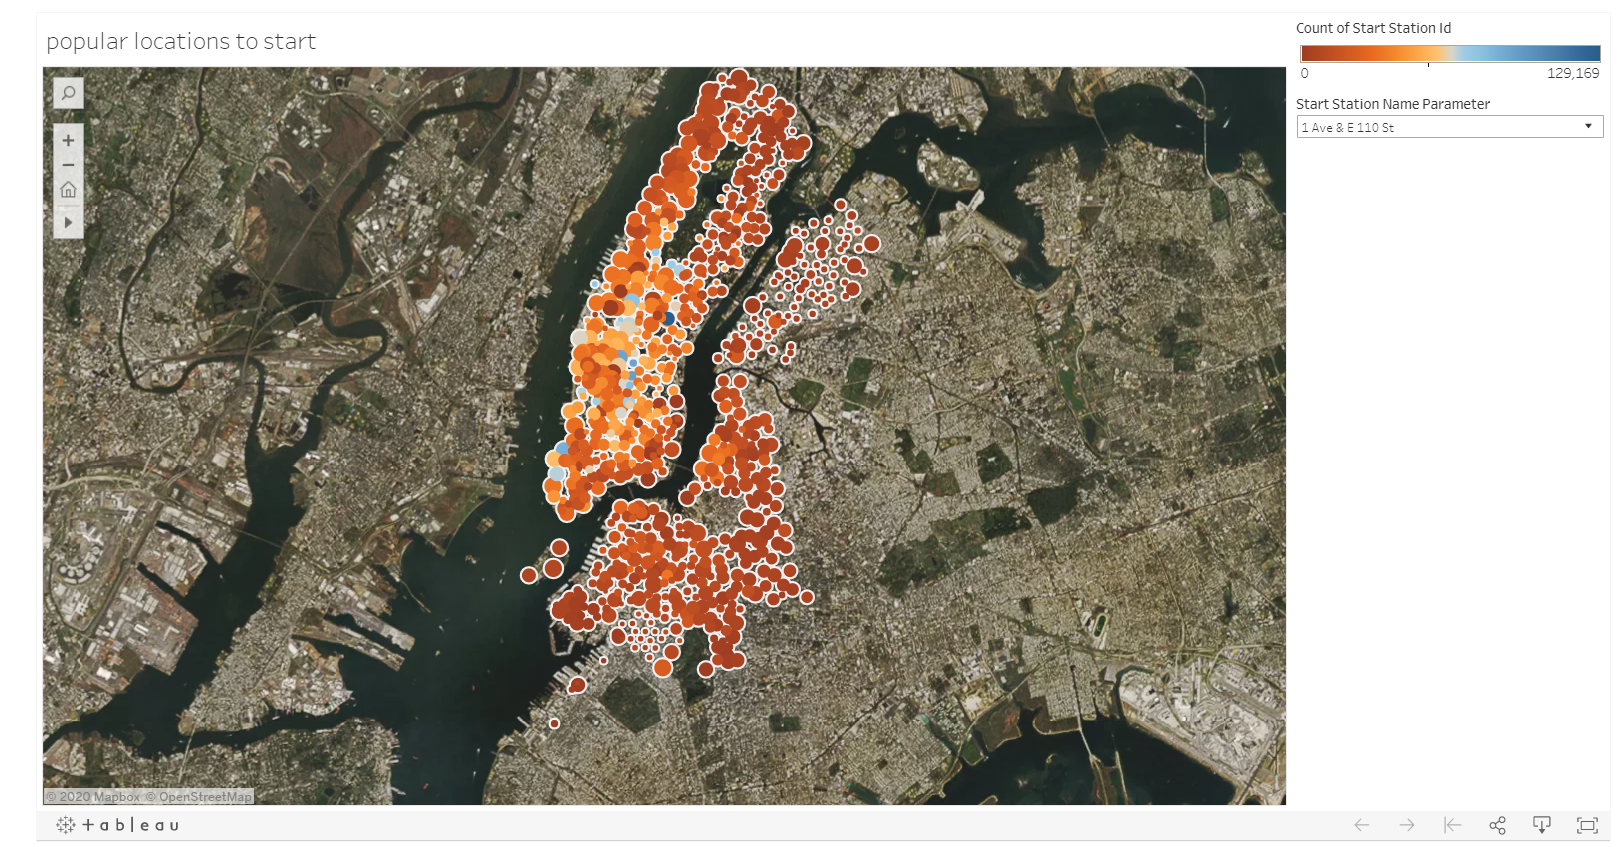 popular locations to start
Count of Start Station Id
0
129,169
Start Station Name Parameter
1 Ave & E 110 St
© 2020 Mapbox © OpenStreetMap
+ a b l e a u